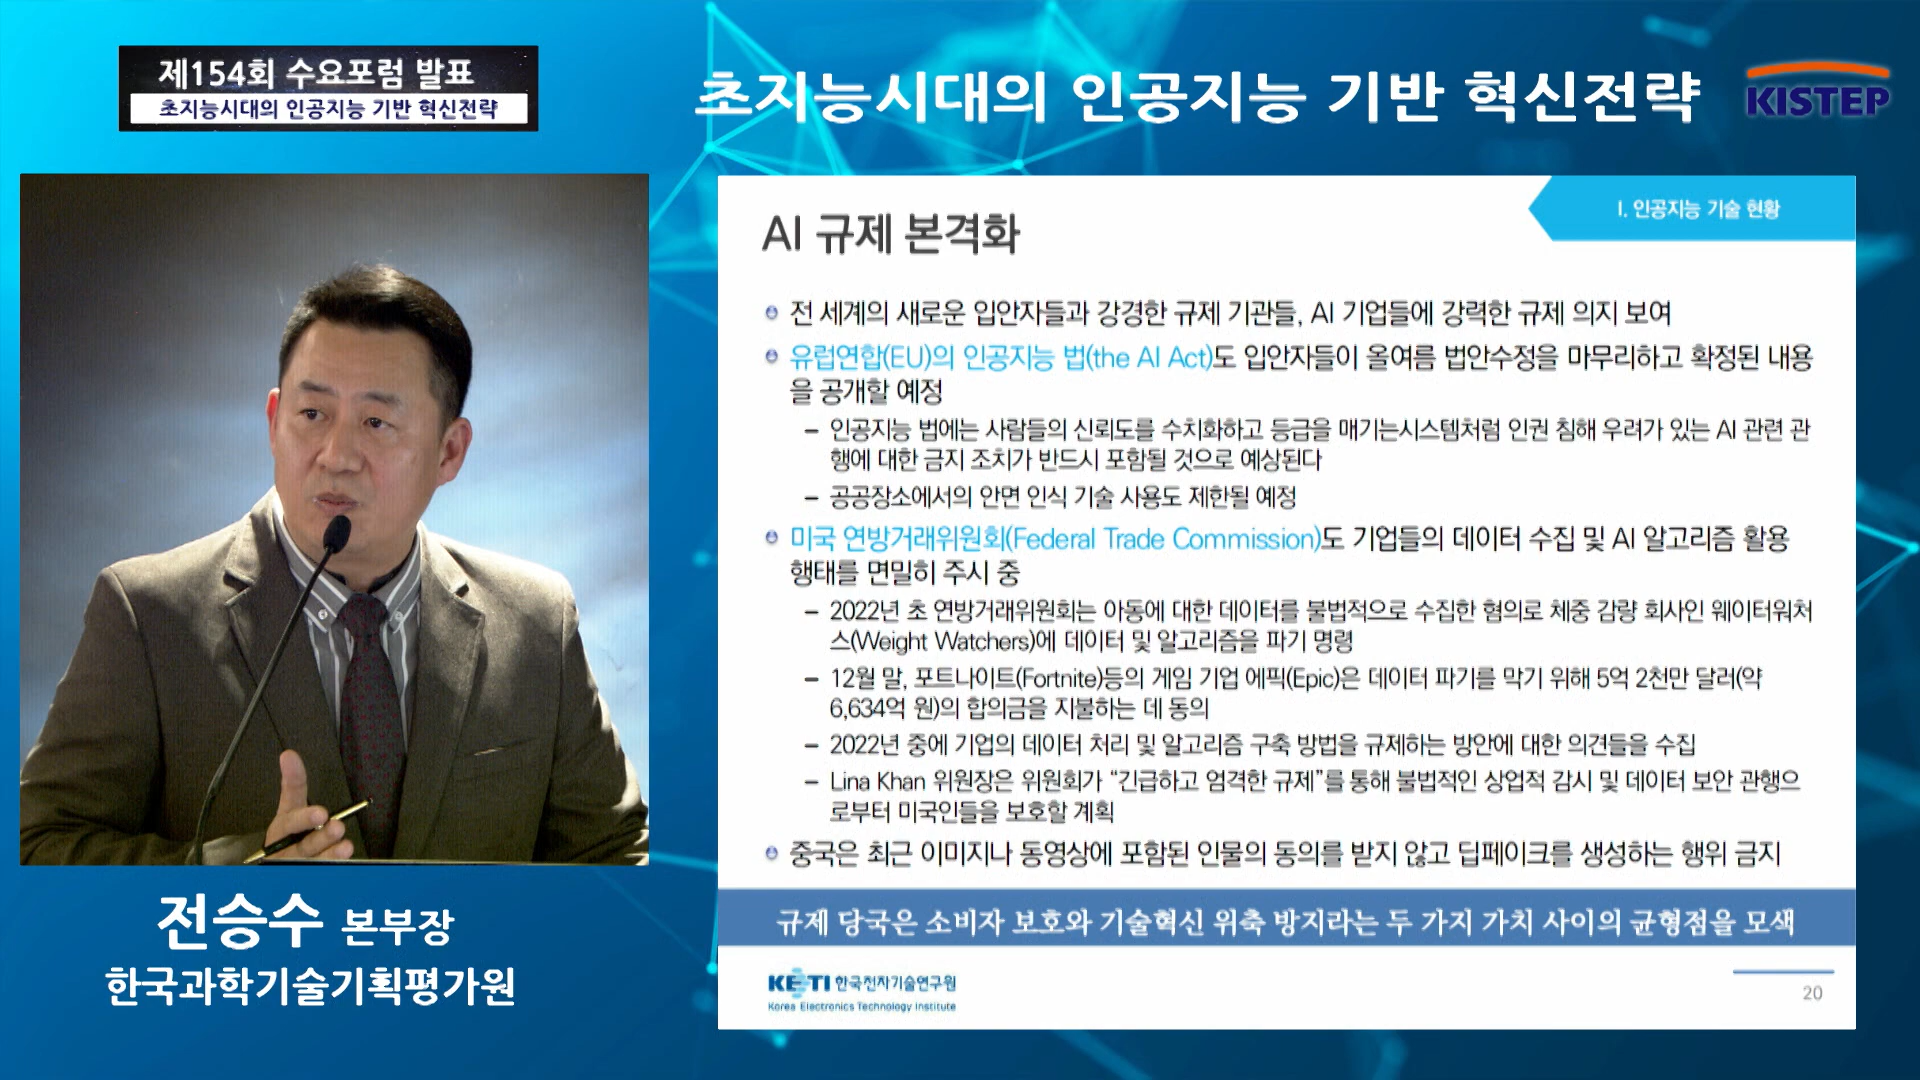 제154회 수요포럼 발표
초지능시대의 인공지능 기반 혁신전략
초지능시대의 인공지능 기반 혁신전략
KISTEP
I. 인공지능 기술 현황
AI 규제 본격화
전 세계의 새로운 입안자들과 강경한 규제 기관들, AI 기업들에 강력한 규제 의지 보여
유럽연합(EU)의 인공지능 법(the AI Act)도 입안자들이 올여름 법안수정을 마무리하고 확정된 내용
을 공개할 예정
– 인공지능 법에는 사람들의 신뢰도를 수치화하고 등급을 매기는시스템처럼 인권 침해 우려가 있는 AI 관련 관
행에 대한 금지 조치가 반드시 포함될 것으로 예상된다
– 공공장소에서의 안면 인식 기술 사용도 제한될 예정
미국 연방거래위원회(Federal Trade Commission)도 기업들의 데이터 수집 및 AI 알고리즘 활용
행태를 면밀히 주시 중
– 2022년 초 연방거래위원회는 아동에 대한 데이터를 불법적으로 수집한 혐의로 체중 감량 회사인 웨이터워처
스(Weight Watchers)에 데이터 및 알고리즘을 파기 명령
– 12월 말, 포트나이트(Fortnite)등의 게임 기업 에픽(Epic)은 데이터 파기를 막기 위해 5억 2천만 달러(약
6,634억 원)의 합의금을 지불하는 데 동의
– 2022년 중에 기업의 데이터 처리 및 알고리즘 구축 방법을 규제하는 방안에 대한 의견들을 수집
– Lina Khan 위원장은 위원회가 “긴급하고 엄격한 규제”를 통해 불법적인 상업적 감시 및 데이터 보안 관행으
로부터 미국인들을 보호할 계획
중국은 최근 이미지나 동영상에 포함된 인물의 동의를 받지 않고 딥페이크를 생성하는 행위 금지
규제 당국은 소비자 보호와 기술혁신 위축 방지라는 두 가지 가치 사이의 균형점을 모색
KETI 한국전자기술연구원
Korea Electronics Technology Institute
20
전승수 본부장
한국과학기술기획평가원